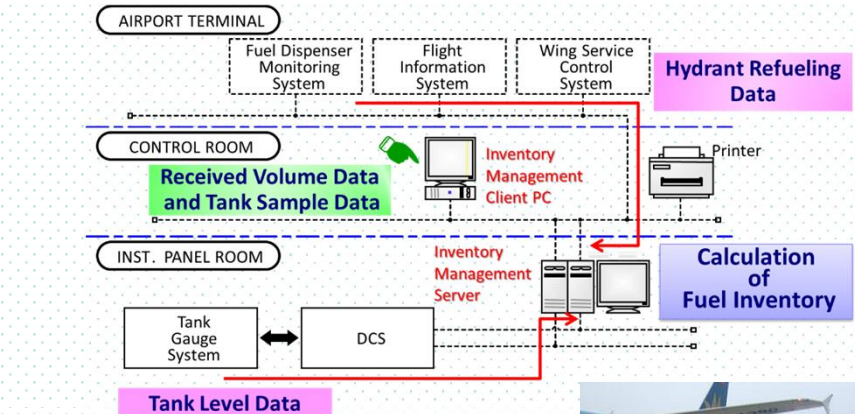 AIRPORT TERMINAL
Fuel Dispenser
Monitoring
System
Flight
Information
System
Wing Service
Control
System
Hydrant Refueling
Data
CONTROL ROOM
Received Volume Data
and Tank Sample Data
Inventory
Management
Client PC
Printer
INST. PANEL ROOM
Inventory
Management
Server
Calculation
of
Fuel Inventory
Tank
Gauge
System
DCS
Tank Level Data